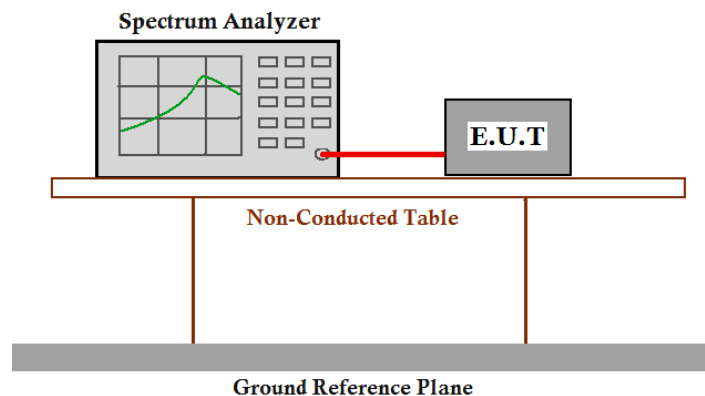 Spectrum Analyzer
E.U.T
Non-Conducted Table
Ground Reference Plane